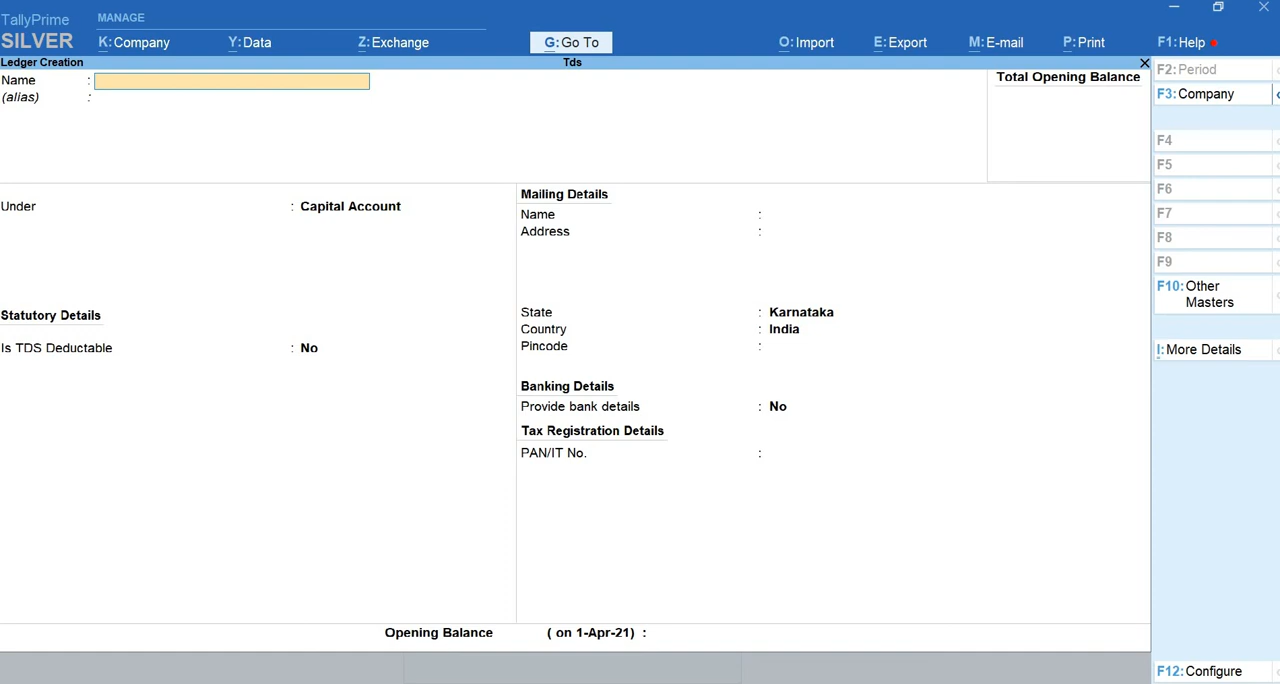 TallyPrime MANAGE
SILVER K:Company Y:Data Z:Exchange G:Go To O:Import E:Export M:E-mail P:Print F1:Help
Ledger Creation Tds
Name :
(alias) :
Total Opening Balance
Under : Capital Account
Statutory Details
Is TDS Deductable : No
Mailing Details
Name :
Address :
State : Karnataka
Country : India
Pincode :
Banking Details
Provide bank details : No
Tax Registration Details
PAN/IT No. :
Opening Balance ( on 1-Apr-21) :
F2:Period
F3:Company
F4
F5
F6
F7
F8
F9
F10:Other
Masters
I:More Details
F12:Configure